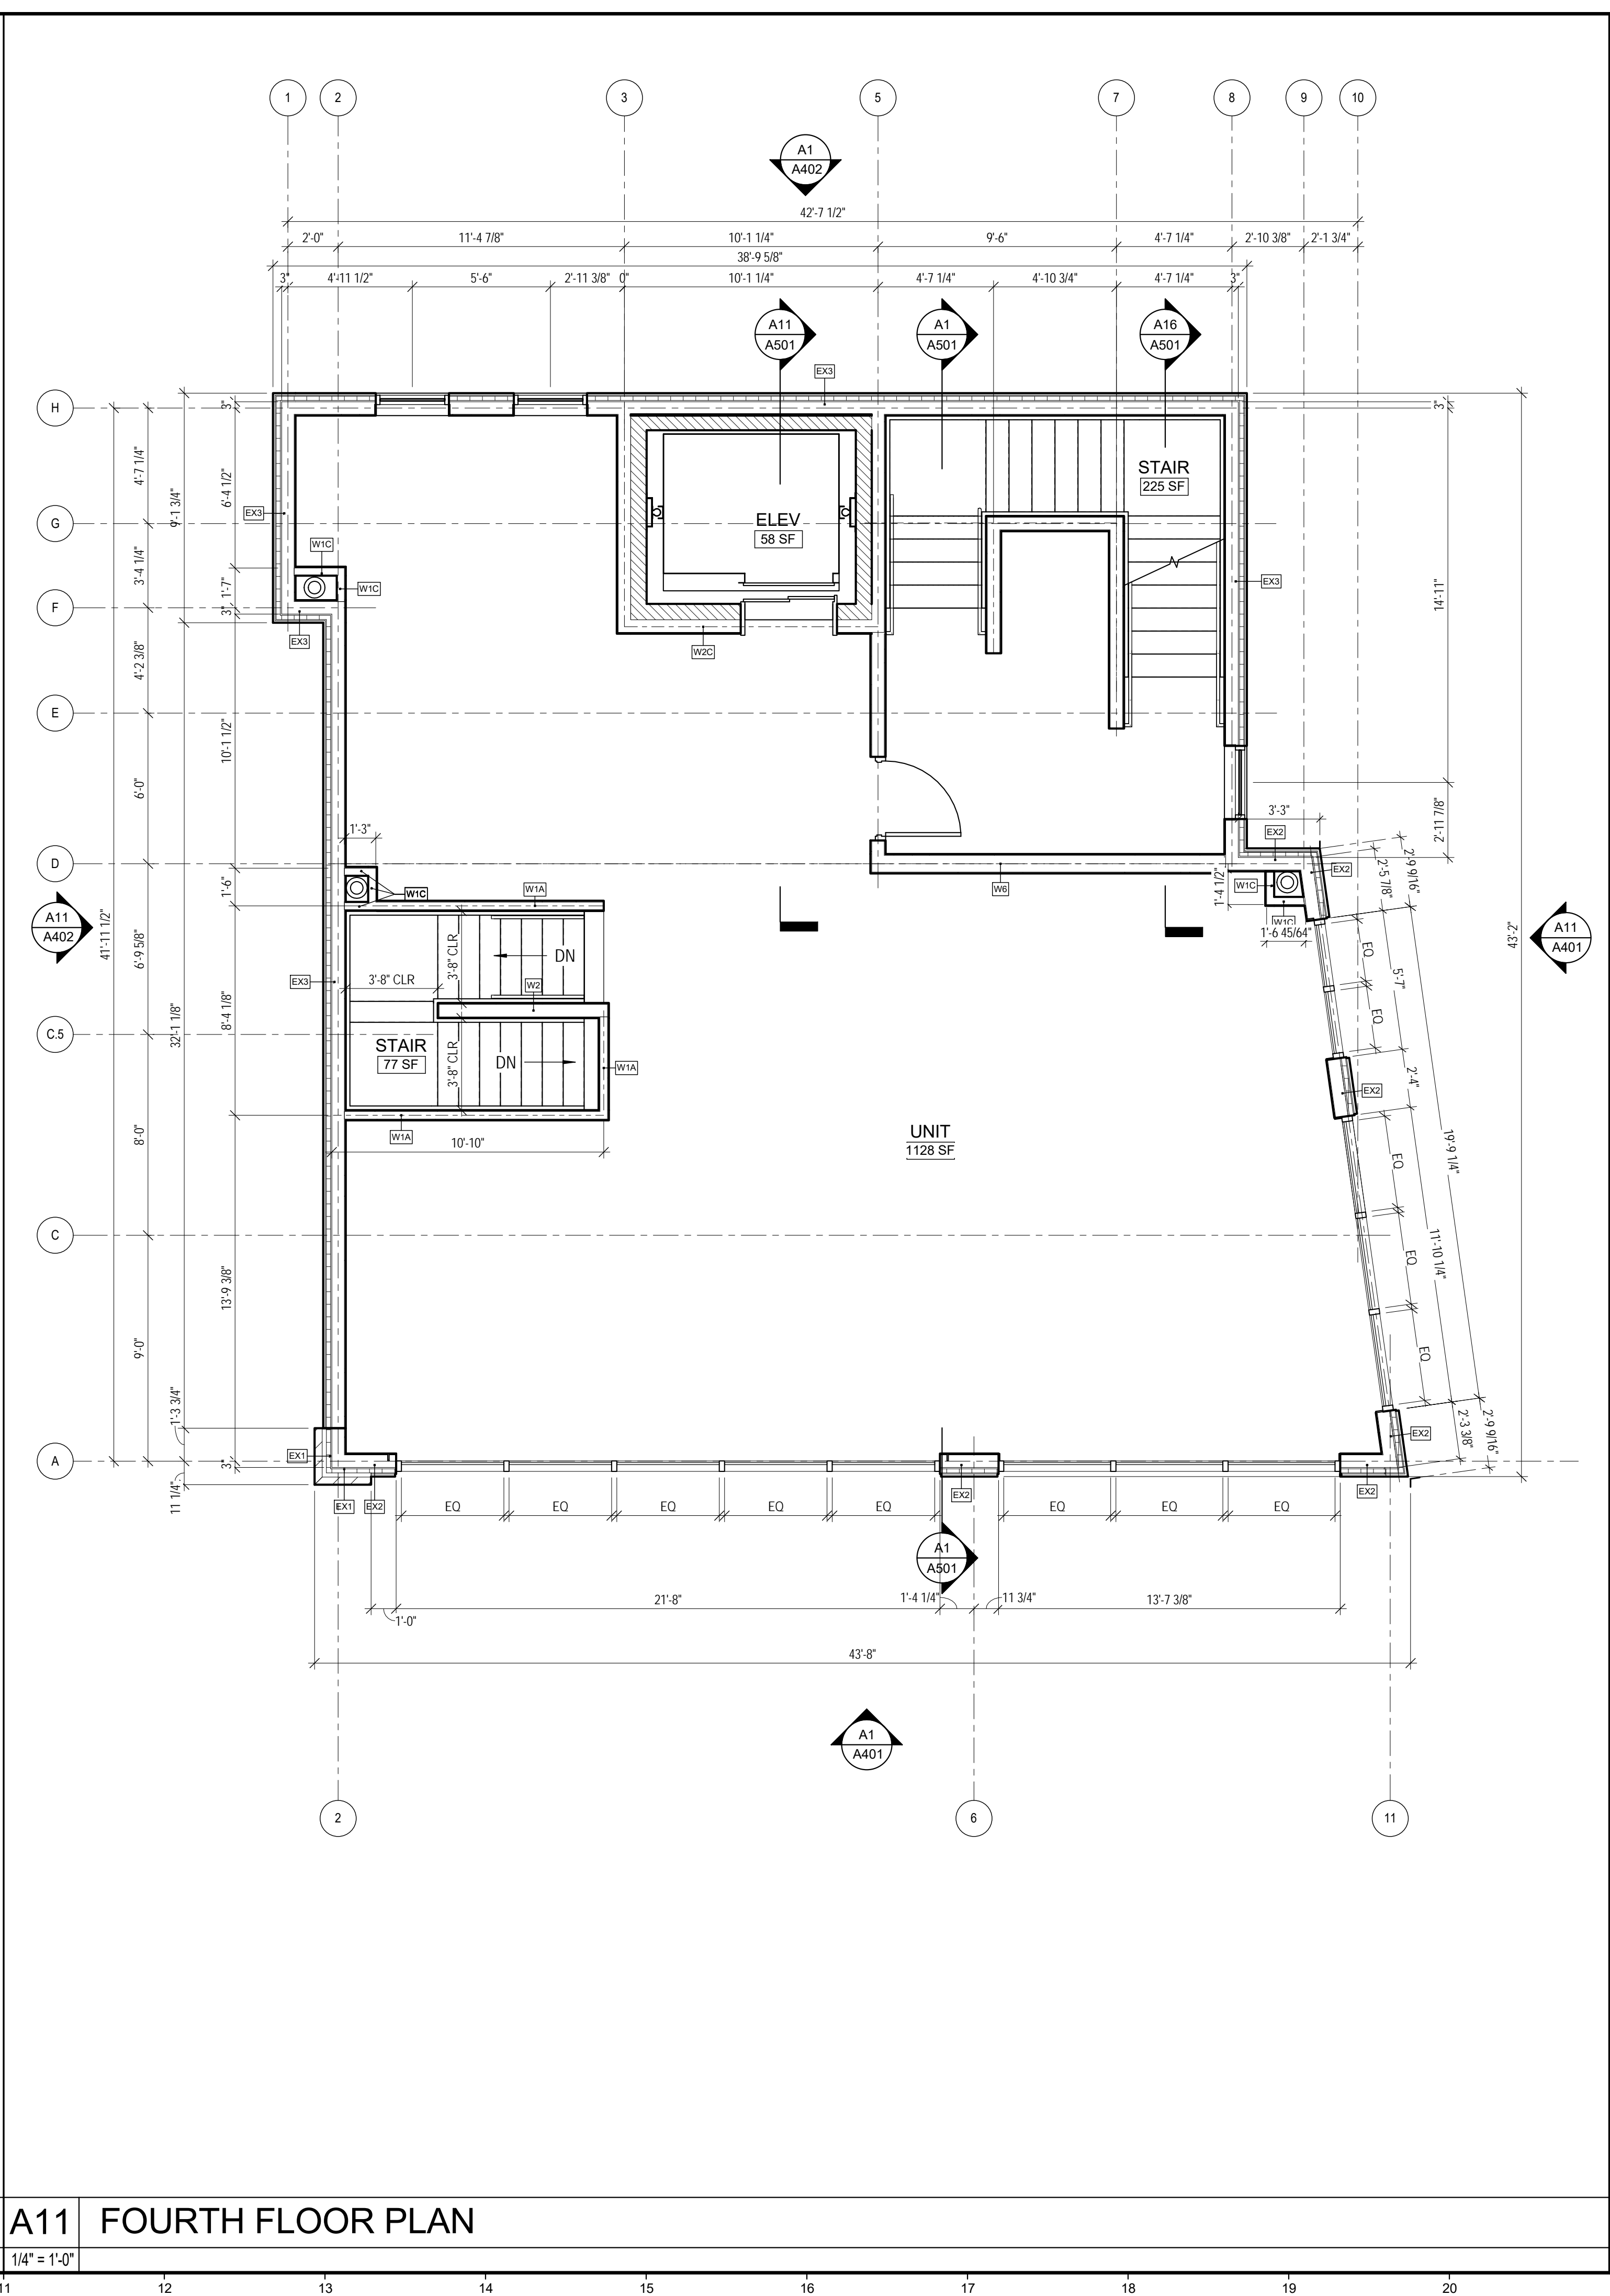 1
2
3
5
7
8
9
10
A1
A402
42'-7 1/2"
2'-0"
11'-4 7/8"
10'-1 1/4"
9'-6"
4'-7 1/4"
2'-10 3/8"
2'-1 3/4"
38'-9 5/8"
3"
4'-11 1/2"
5'-6"
2'-11 3/8"
0"
10'-1 1/4"
4'-7 1/4"
4'-10 3/4"
4'-7 1/4"
3"
A11
A501
A1
A501
A16
A501
EX3
H
3"
3"
4'-7 1/4"
6'-4 1/2"
9'-1 3/4"
STAIR
225 SF
EX3
G
ELEV
58 SF
W1C
3'-4 1/4"
1'-7"
W1C
EX3
14'-11"
F
3"
EX3
W2C
4'-2 3/8"
E
10'-1 1/2"
6'-0"
1'-3"
3'-3"
EX2
2'-11 7/8"
D
EX2
2'-5 7/8"
2'-9 9/16"
1'-6"
W1C
W1A
W6
1'-4 1/2"
W1C
W1C
1'-6 45/64"
A11
A402
41'-11 1/2"
6'-9 5/8"
3'-8" CLR
DN
EQ
5'-7"
43'-2"
A11
A401
EX3
3'-8" CLR
W2
EQ
C.5
32'-1 1/8"
8'-4 1/8"
STAIR
77 SF
3'-8" CLR
DN
W1A
2'-4"
EX2
W1A
10'-10"
8'-0"
UNIT
1128 SF
EQ
19'-9 1/4"
C
EQ
11'-10 1/4"
13'-9 3/8"
9'-0"
EQ
1'-3 3/4"
EX2
2'-3 3/8"
2'-9 9/16"
A
EX1
3"
11 1/4"
EX1
EX2
EX2
EX2
EQ
EQ
EQ
EQ
EQ
EQ
EQ
EQ
A1
A501
1'-0"
21'-8"
1'-4 1/4"
11 3/4"
13'-7 3/8"
43'-8"
A1
A401
2
6
11
A11
FOURTH FLOOR PLAN
1/4" = 1'-0"
11
12
13
14
15
16
17
18
19
20